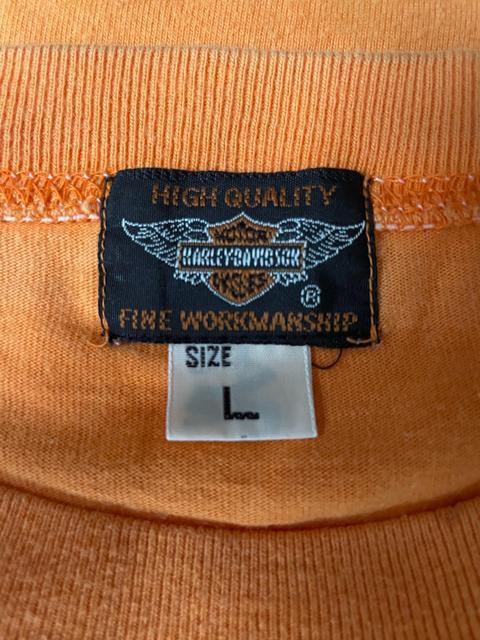 HIGH QUALITY
MOTOR
HARLEY-DAVIDSON
CYCLES
®
FINE WORKMANSHIP
SIZE
L